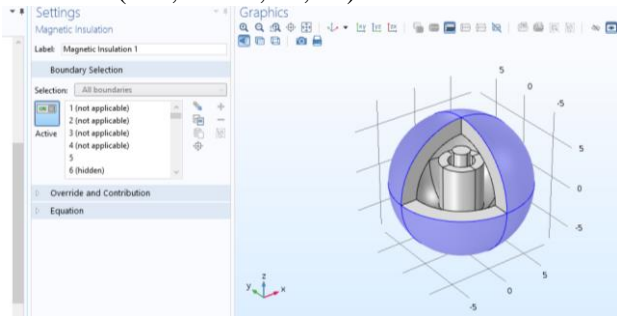 Settings
Magnetic Insulation
Label: Magnetic Insulation 1
Boundary Selection
Selection: All boundaries
1 (not applicable)
2 (not applicable)
3 (not applicable)
4 (not applicable)
5
6 (hidden)
Active
Override and Contribution
Equation
Graphics
5
0
-5
5
0
-5
5
0
-5
z
y
x